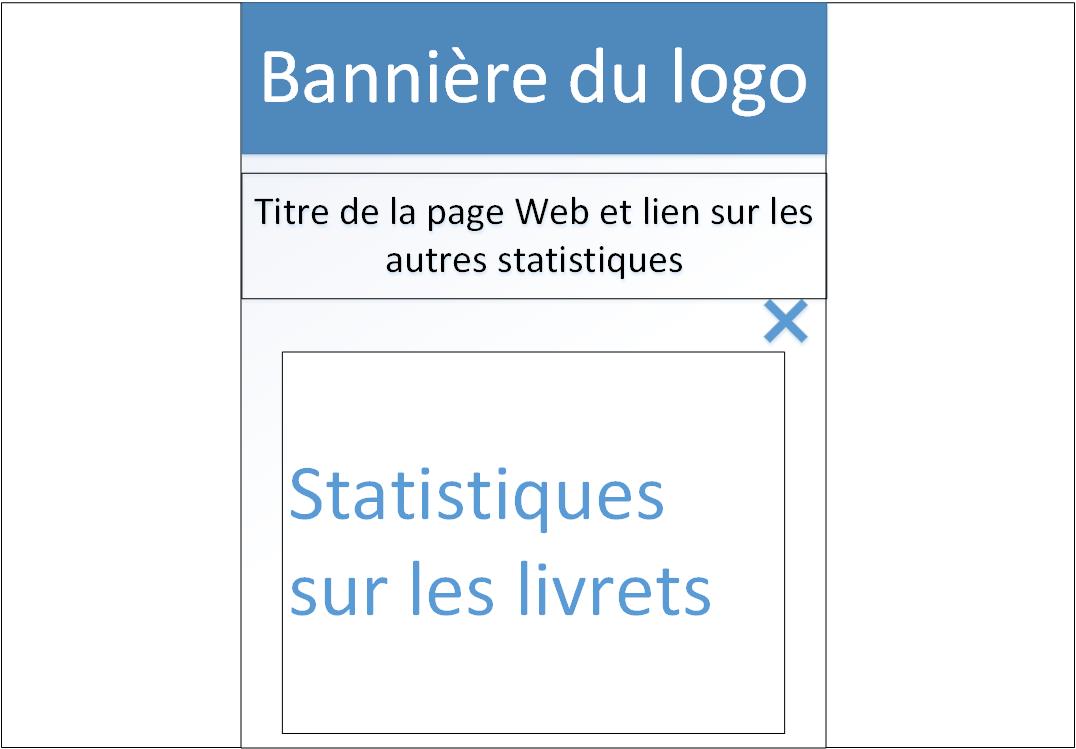 Bannière du logo
Titre de la page Web et lien sur les
autres statistiques
Statistiques
sur les livrets